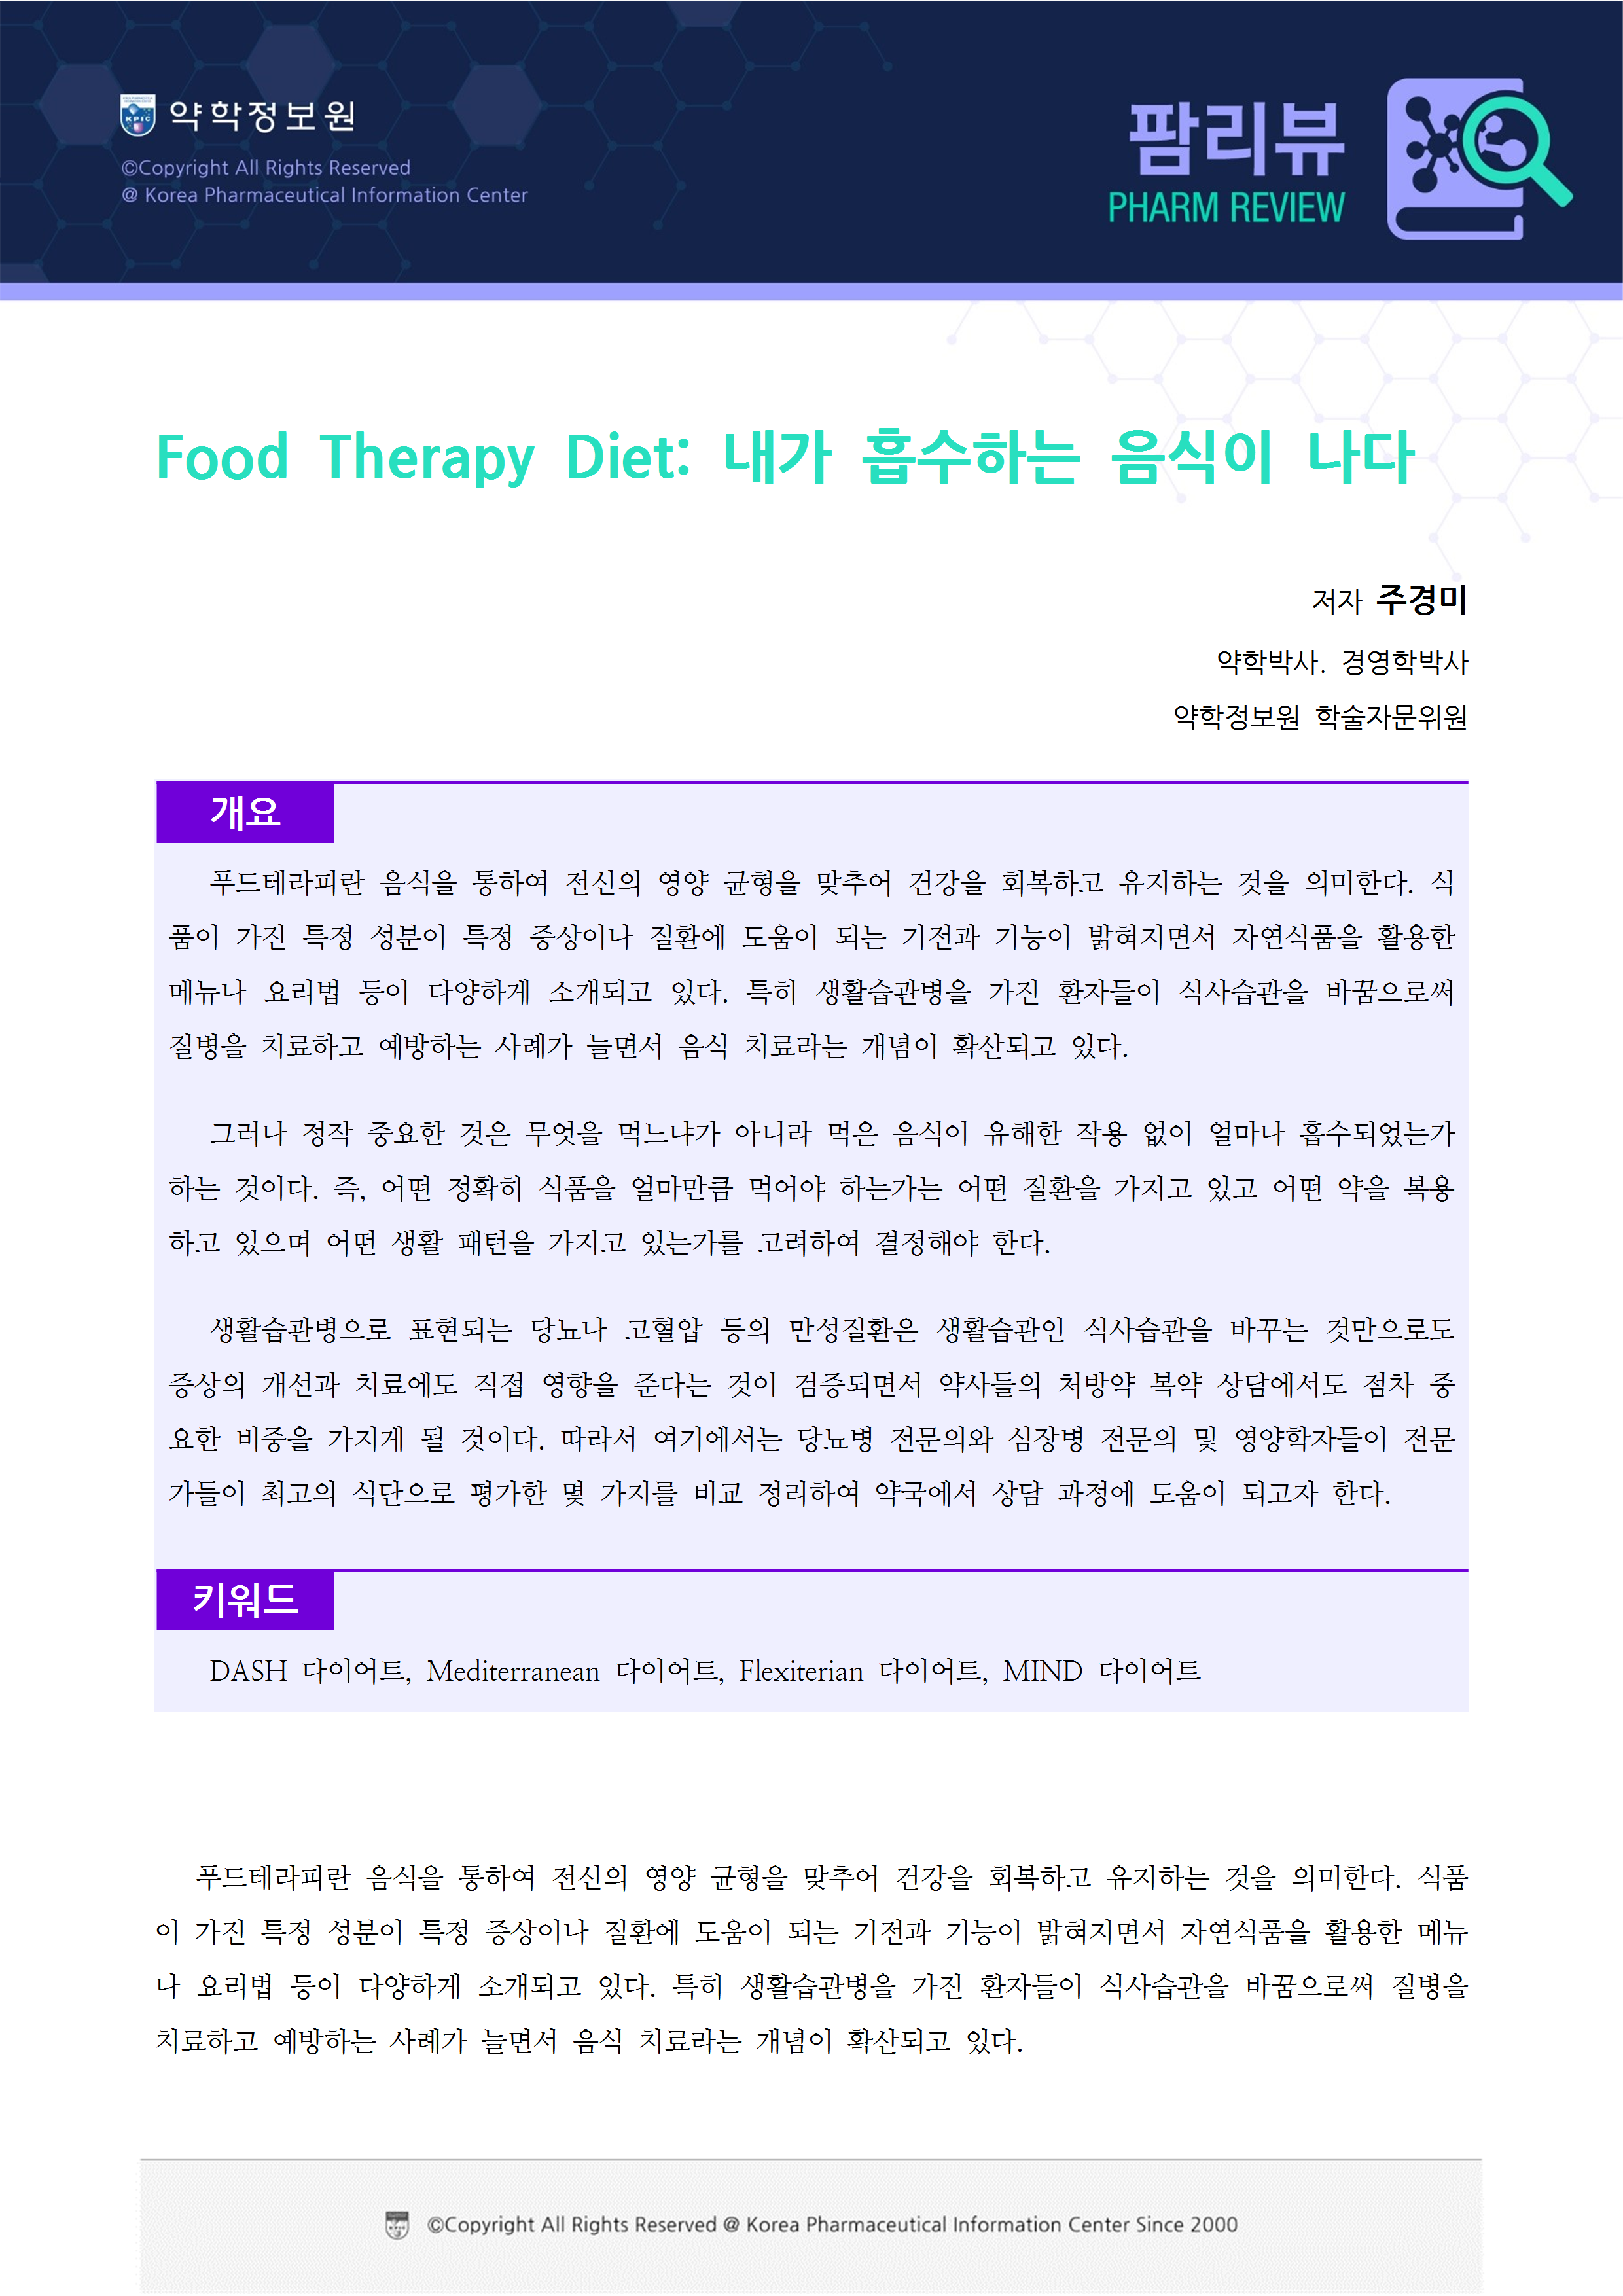 약학정보원
©Copyright All Rights Reserved
@ Korea Pharmaceutical Information Center
팜리뷰
PHARM REVIEW
Food Therapy Diet: 내가 흡수하는 음식이 나다
저자 주경미
약학박사. 경영학박사
약학정보원 학술자문위원
개요
푸드테라피란 음식을 통하여 전신의 영양 균형을 맞추어 건강을 회복하고 유지하는 것을 의미한다. 식
품이 가진 특정 성분이 특정 증상이나 질환에 도움이 되는 기전과 기능이 밝혀지면서 자연식품을 활용한
메뉴나 요리법 등이 다양하게 소개되고 있다. 특히 생활습관병을 가진 환자들이 식사습관을 바꿈으로써
질병을 치료하고 예방하는 사례가 늘면서 음식 치료라는 개념이 확산되고 있다.
그러나 정작 중요한 것은 무엇을 먹느냐가 아니라 먹은 음식이 유해한 작용 없이 얼마나 흡수되었는가
하는 것이다. 즉, 어떤 정확히 식품을 얼마만큼 먹어야 하는가는 어떤 질환을 가지고 있고 어떤 약을 복용
하고 있으며 어떤 생활 패턴을 가지고 있는가를 고려하여 결정해야 한다.
생활습관병으로 표현되는 당뇨나 고혈압 등의 만성질환은 생활습관인 식사습관을 바꾸는 것만으로도
증상의 개선과 치료에도 직접 영향을 준다는 것이 검증되면서 약사들의 처방약 복약 상담에서도 점차 중
요한 비중을 가지게 될 것이다. 따라서 여기에서는 당뇨병 전문의와 심장병 전문의 및 영양학자들이 전문
가들이 최고의 식단으로 평가한 몇 가지를 비교 정리하여 약국에서 상담 과정에 도움이 되고자 한다.
키워드
DASH 다이어트, Mediterranean 다이어트, Flexiterian 다이어트, MIND 다이어트
푸드테라피란 음식을 통하여 전신의 영양 균형을 맞추어 건강을 회복하고 유지하는 것을 의미한다. 식품
이 가진 특정 성분이 특정 증상이나 질환에 도움이 되는 기전과 기능이 밝혀지면서 자연식품을 활용한 메뉴
나 요리법 등이 다양하게 소개되고 있다. 특히 생활습관병을 가진 환자들이 식사습관을 바꿈으로써 질병을
치료하고 예방하는 사례가 늘면서 음식 치료라는 개념이 확산되고 있다.
©Copyright All Rights Reserved @ Korea Pharmaceutical Information Center Since 2000